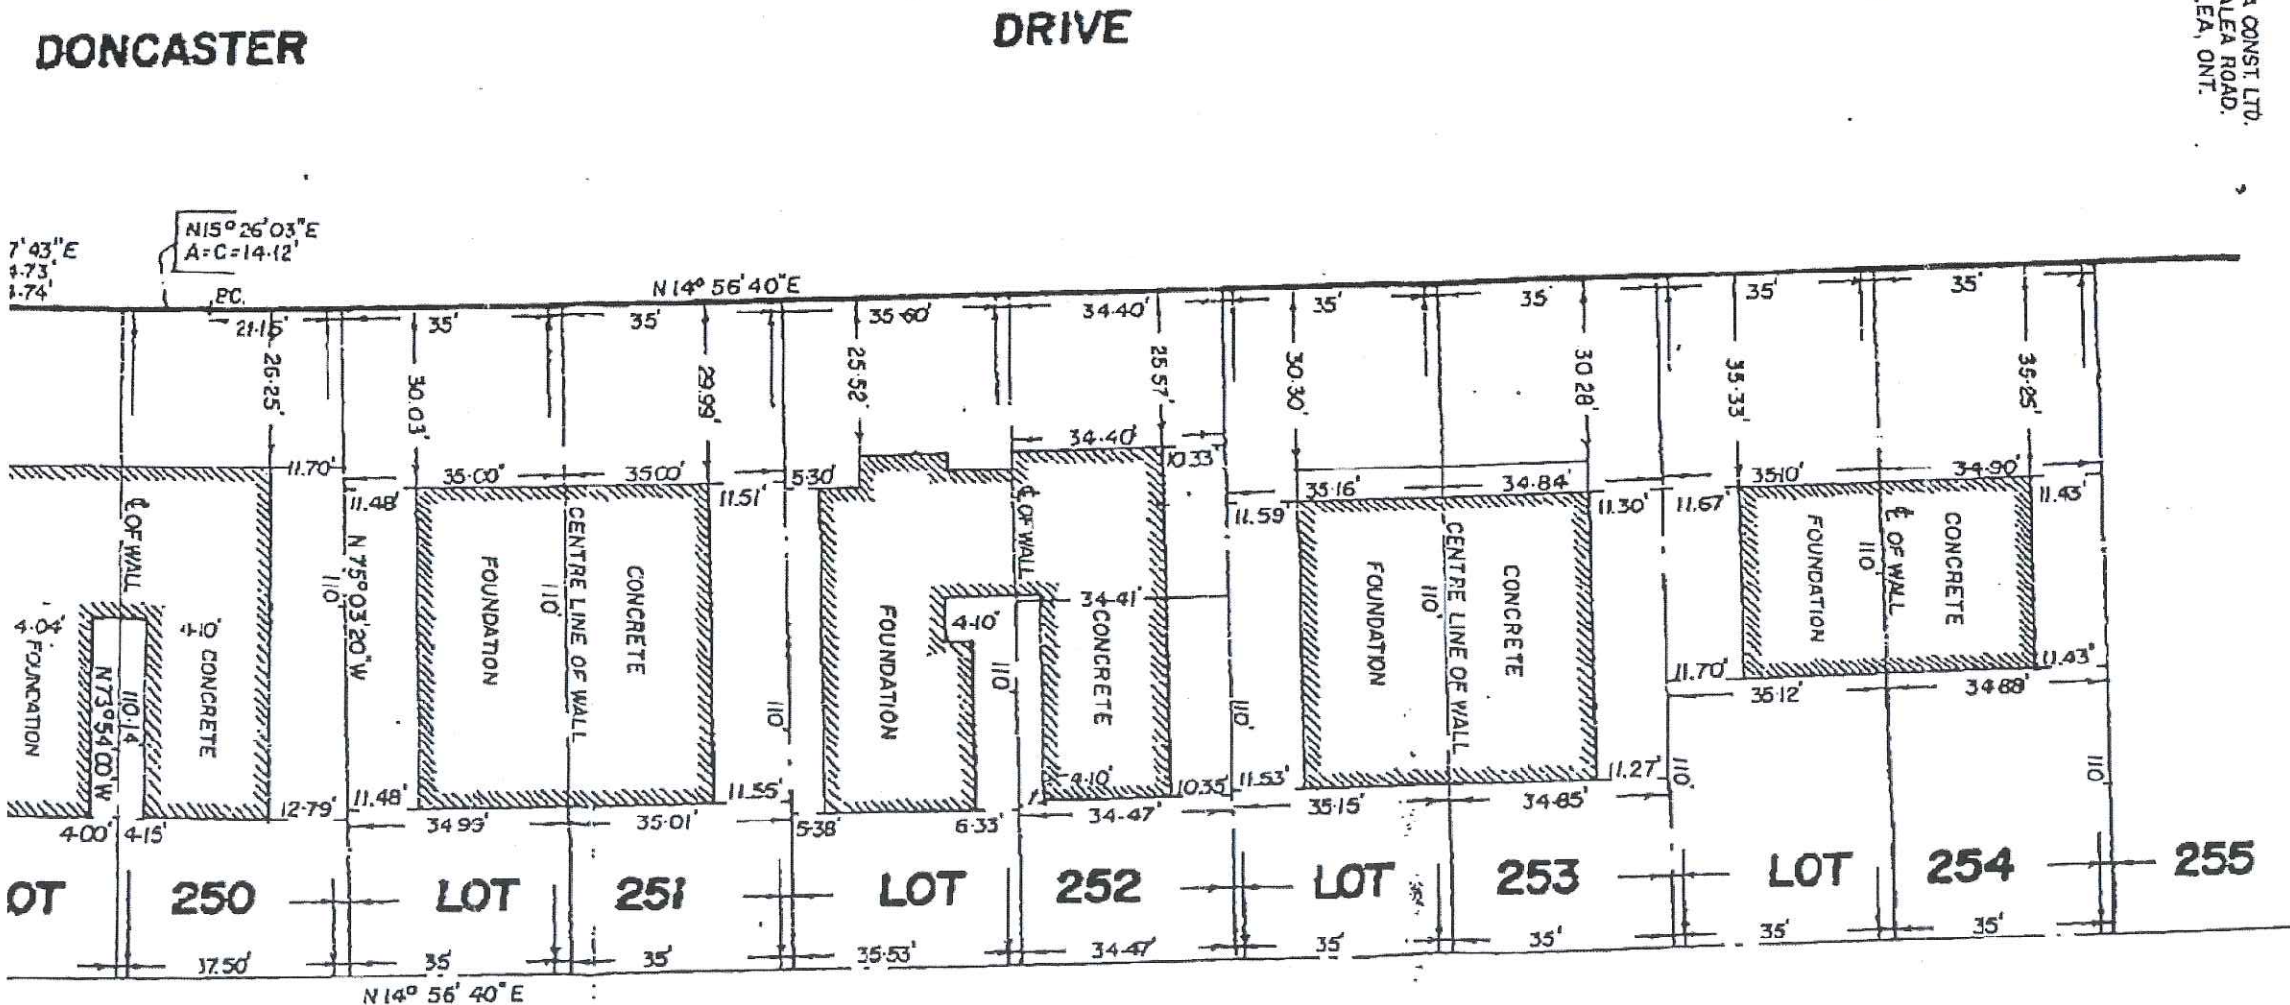 DONCASTER
DRIVE
A CONST. LTD.
ALEA ROAD.
EA, ONT.
7'43"E
N15°26'03"E
A=C=14.12'
P.C.
N14°56'40"E
21.15'
35'
35'
35.60'
34.40'
35'
35'
35'
35'
26.25'
30.03'
29.99'
25.52'
25.57'
30.30'
30.28'
35.33'
35.25'
34.40'
11.70'
11.48'
35.00'
35.00'
11.51'
5.30'
10.33'
11.59'
35.16'
34.84'
11.30'
11.67'
35.10'
34.90'
11.43'
℄ OF WALL
N75°03'20"W
110'
FOUNDATION
110'
CENTRE LINE OF WALL
CONCRETE
110'
FOUNDATION
℄ OF WALL
34.41'
CONCRETE
110'
4.10'
110'
FOUNDATION
110'
CENTRE LINE OF WALL
CONCRETE
FOUNDATION
110'
℄ OF WALL
CONCRETE
4.04'
FOUNDATION
N73°54'00"W
110.14'
4.10'
CONCRETE
11.70'
35.12'
34.88'
11.43'
110'
110'
4.00'
4.15'
12.79'
11.48'
34.99'
35.01'
11.55'
5.38'
6.33'
4.10'
34.47'
10.35'
11.53'
35.15'
34.85'
11.27'
OT 250
LOT 251
LOT 252
LOT 253
LOT 254
255
17.50'
35'
35'
35.53'
34.47'
35'
35'
35'
35'
N14°56'40"E